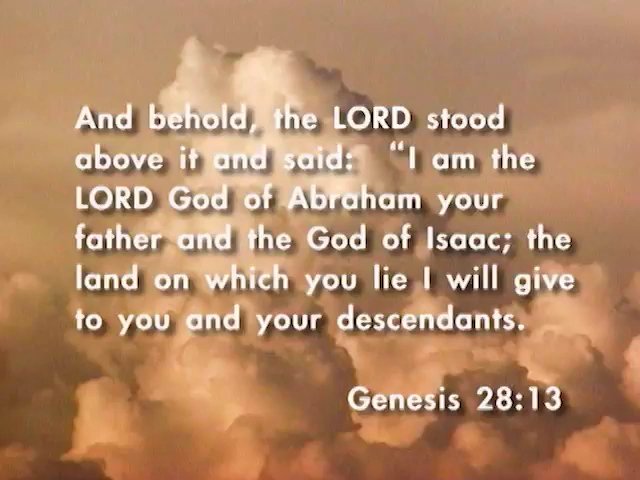 And behold, the LORD stood
above it and said: “I am the
LORD God of Abraham your
father and the God of Isaac; the
land on which you lie I will give
to you and your descendants.
Genesis 28:13